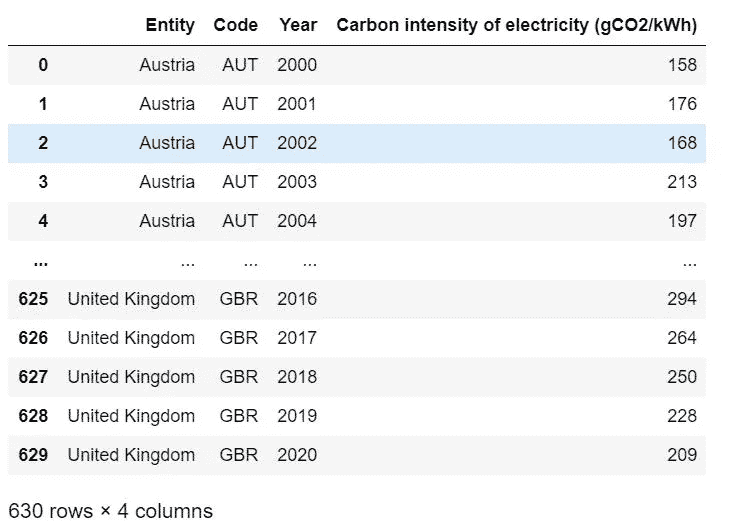 Entity Code Year Carbon intensity of electricity (gCO2/kWh)
0 Austria AUT 2000 158
1 Austria AUT 2001 176
2 Austria AUT 2002 168
3 Austria AUT 2003 213
4 Austria AUT 2004 197
... ... ... ... ...
625 United Kingdom GBR 2016 294
626 United Kingdom GBR 2017 264
627 United Kingdom GBR 2018 250
628 United Kingdom GBR 2019 228
629 United Kingdom GBR 2020 209
630 rows × 4 columns